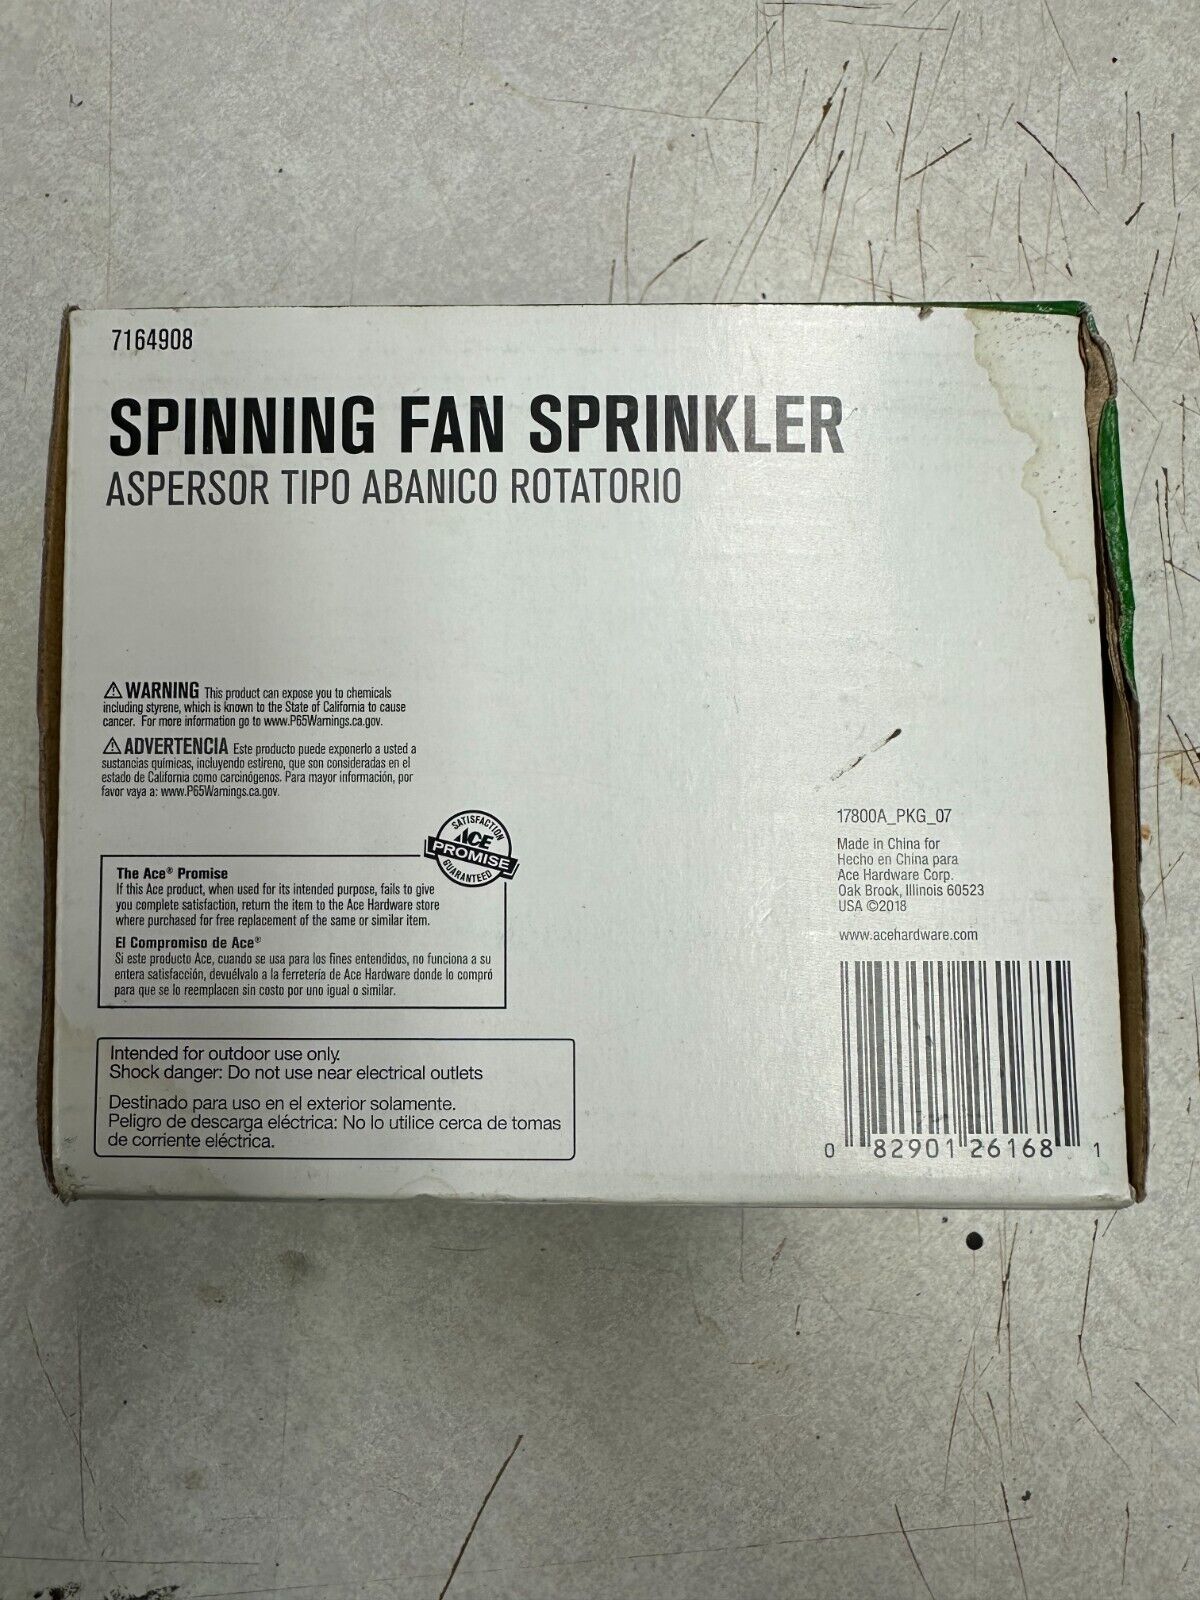 7164908
SPINNING FAN SPRINKLER
ASPERSOR TIPO ABANICO ROTATORIO
⚠ WARNING This product can expose you to chemicals
including styrene, which is known to the State of California to cause
cancer. For more information go to www.P65Warnings.ca.gov.
⚠ ADVERTENCIA Este producto puede exponerlo a usted a
sustancias químicas, incluyendo estireno, que son consideradas en el
estado de California como carcinógenos. Para mayor información, por
favor vaya a: www.P65Warnings.ca.gov.
SATISFACTION
ACE
PROMISE
GUARANTEED
The Ace® Promise
If this Ace product, when used for its intended purpose, fails to give
you complete satisfaction, return the item to the Ace Hardware store
where purchased for free replacement of the same or similar item.
El Compromiso de Ace®
Si este producto Ace, cuando se usa para los fines entendidos, no funciona a su
entera satisfacción, devuélvalo a la ferretería de Ace Hardware donde lo compró
para que se lo reemplacen sin costo por uno igual o similar.
Intended for outdoor use only.
Shock danger: Do not use near electrical outlets
Destinado para uso en el exterior solamente.
Peligro de descarga eléctrica: No lo utilice cerca de tomas
de corriente eléctrica.
17800A_PKG_07
Made in China for
Hecho en China para
Ace Hardware Corp.
Oak Brook, Illinois 60523
USA ©2018
www.acehardware.com
0 82901 26168 1